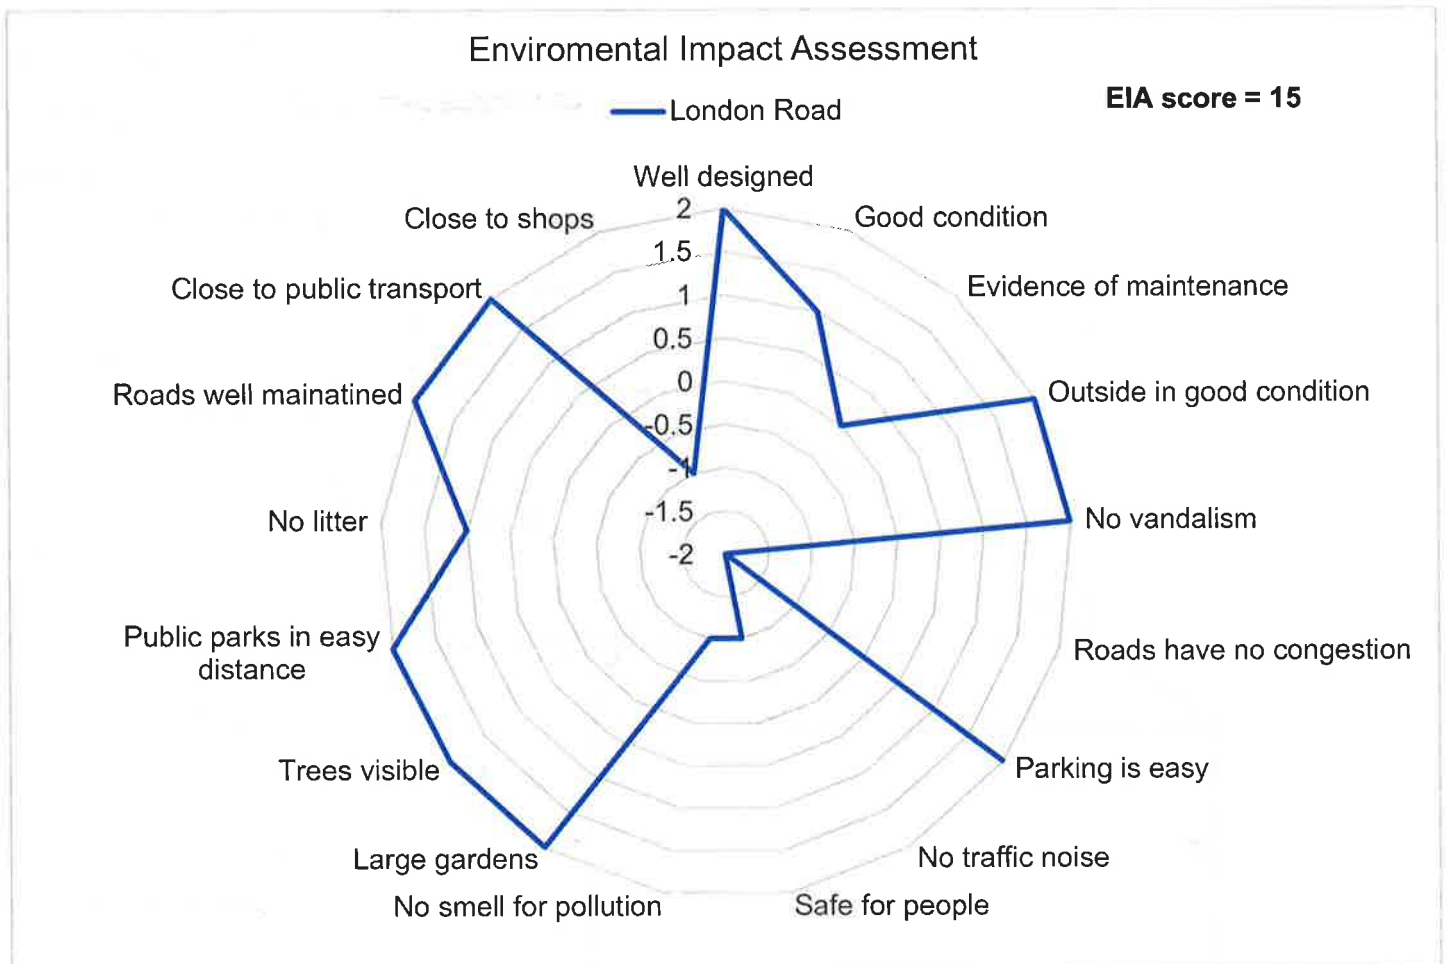 Enviromental Impact Assessment
London Road
EIA score = 15
Well designed
Good condition
Evidence of maintenance
Outside in good condition
No vandalism
Roads have no congestion
Parking is easy
No traffic noise
Safe for people
No smell for pollution
Large gardens
Trees visible
Public parks in easy
distance
No litter
Roads well mainatined
Close to public transport
Close to shops
2
1.5
1
0.5
0
-0.5
-1
-1.5
-2